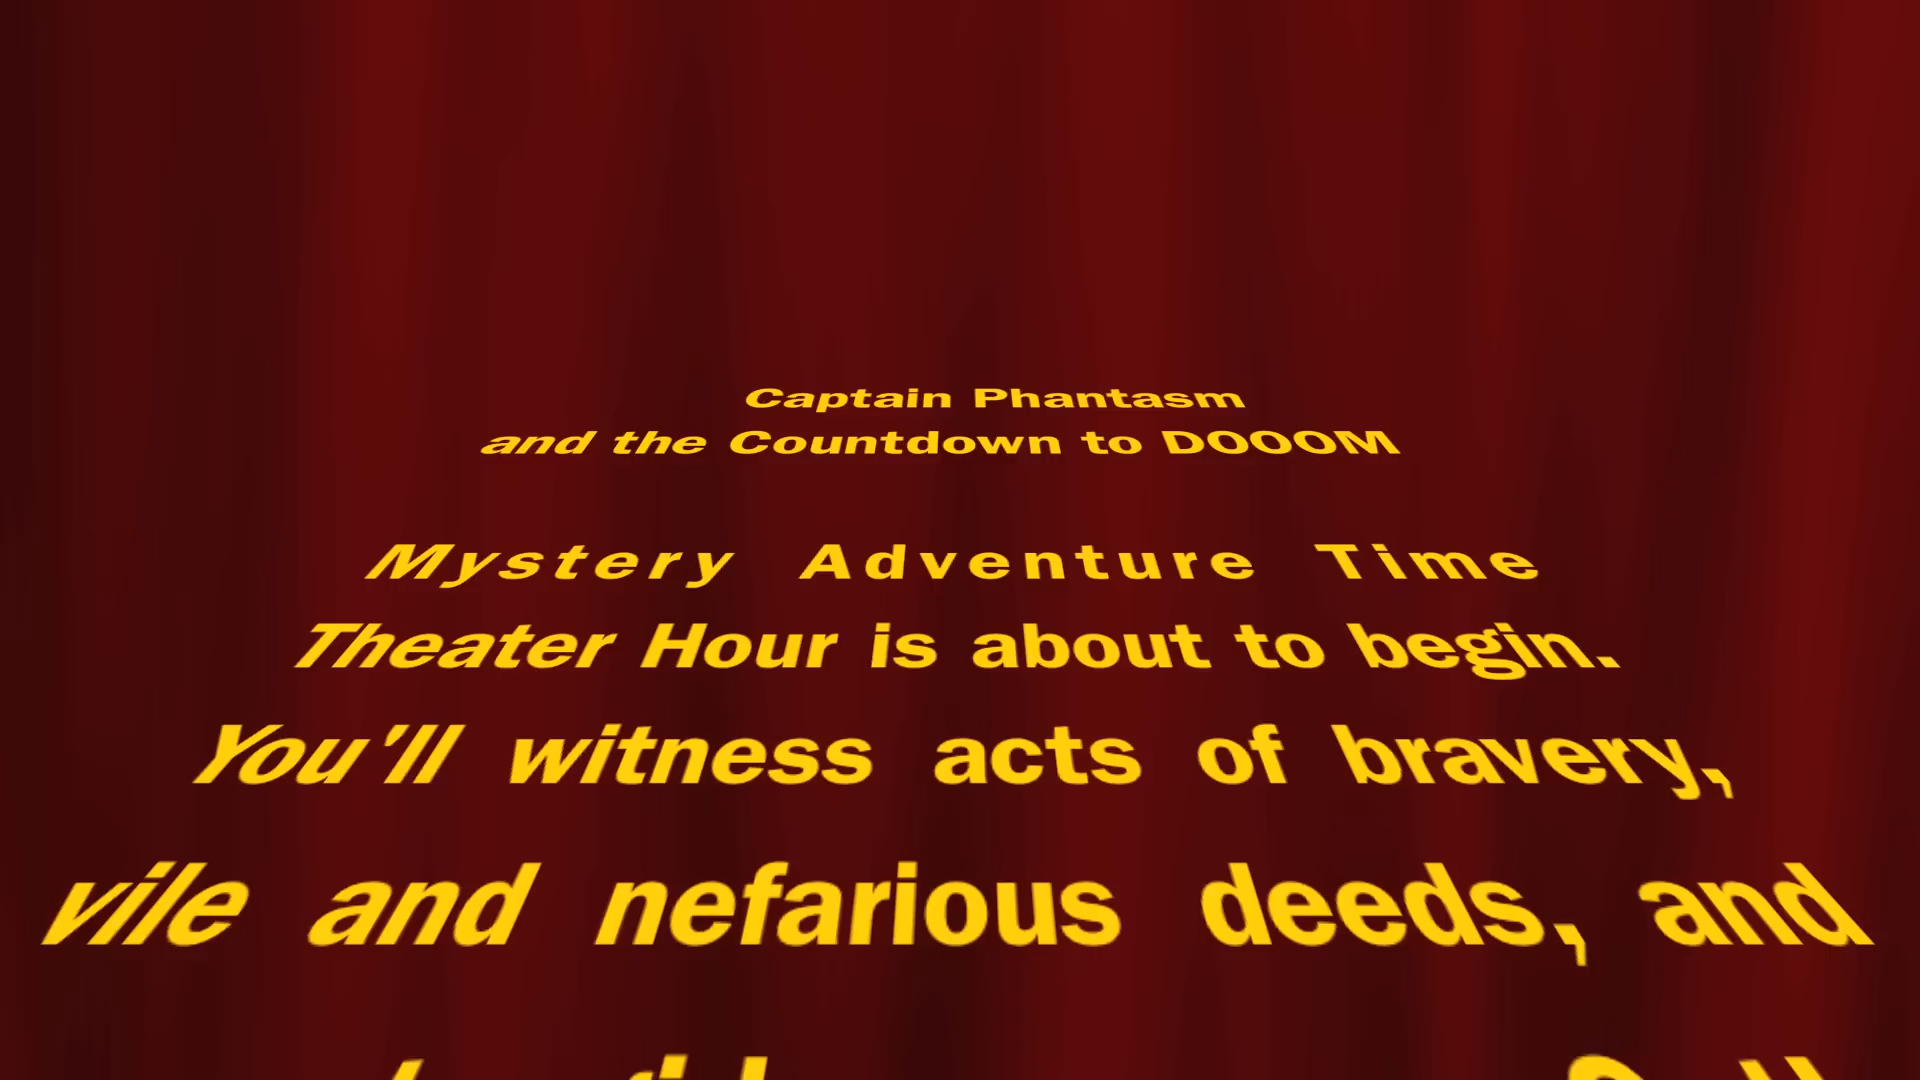 Captain Phantasm
and the Countdown to DOOOM
Mystery Adventure Time
Theater Hour is about to begin.
You'll witness acts of bravery,
vile and nefarious deeds, and